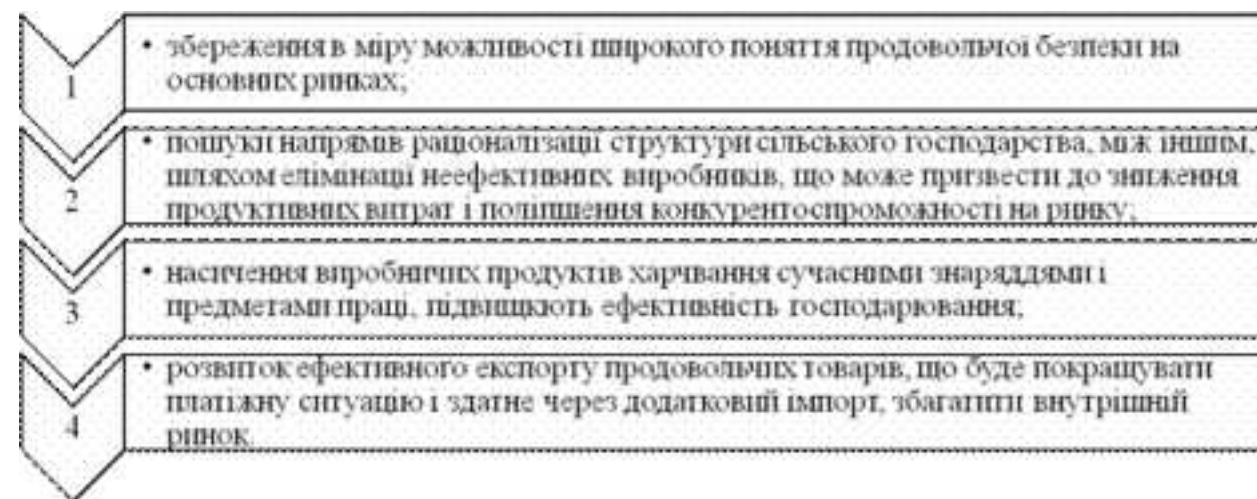 1
• збереження в міру можливості широкого поняття продовольчої безпеки на
основних ринках;
2
• пошуки напрямів раціоналізації структури сільського господарства, між іншим,
шляхом елімінації неефективних виробників, що може призвести до зниження
продуктивних витрат і поліпшення конкурентоспроможності на ринку;
3
• насичення виробничих продуктів харчвання сучасними знаряддями і
предметами праці, підвищкють ефективність господарювання;
4
• розвиток ефективного експорту продовольчих товарів, що буде покращувати
платіжну ситуацію і здатне через додатковий імпорт, збагатити внутрішній
ринок.